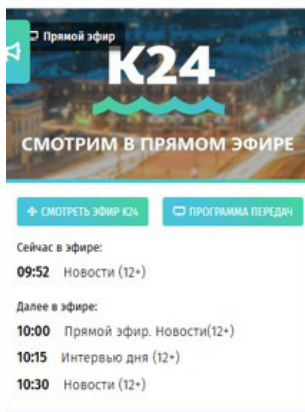 Прямой эфир
К24
СМОТРИМ В ПРЯМОМ ЭФИРЕ
СМОТРЕТЬ ЭФИР К24
ПРОГРАММА ПЕРЕДАЧ
Сейчас в эфире:
09:52 Новости (12+)
Далее в эфире:
10:00 Прямой эфир. Новости(12+)
10:15 Интервью дня (12+)
10:30 Новости (12+)